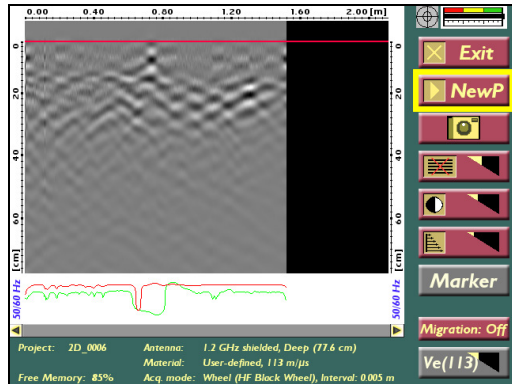 0.00 0.40 0.80 1.20 1.60 2.00 [m]
0 0
20 20
40 40
60 60
[cm] [cm]
50/60 Hz 50/60 Hz
Exit
NewP
Marker
Migration: Off
Ve(113)
Project: 2D_0006 Antenna: 1.2 GHz shielded, Deep (77.6 cm)
Material: User-defined, 113 m/µs
Free Memory: 85% Acq. mode: Wheel (HF Black Wheel), Interval: 0.005 m